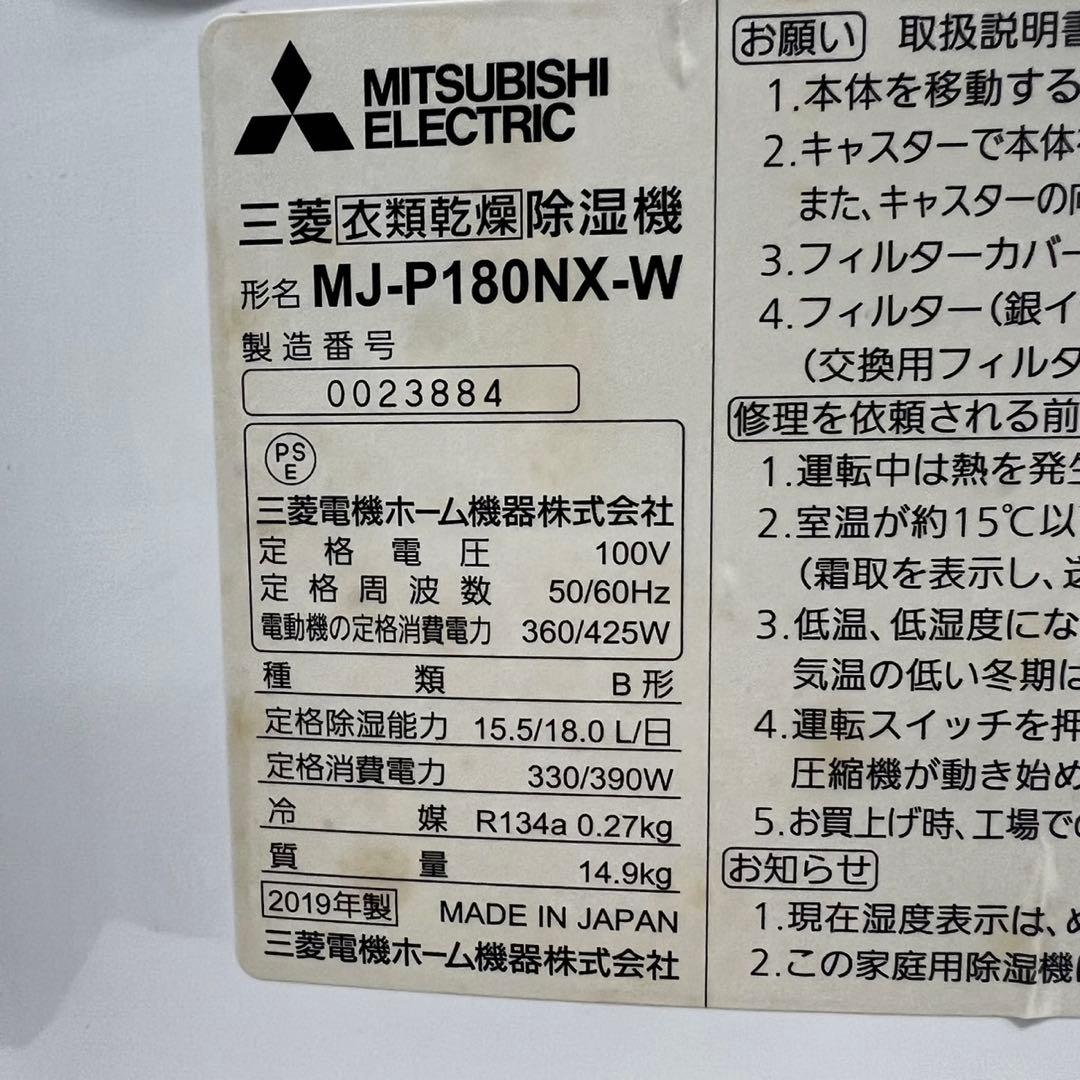 MITSUBISHI
ELECTRIC
三菱 衣類乾燥 除湿機
形名 MJ-P180NX-W
製造番号
0023884
PS
E
三菱電機ホーム機器株式会社
定格電圧 100V
定格周波数 50/60Hz
電動機の定格消費電力 360/425W
種類 B形
定格除湿能力 15.5/18.0 L/日
定格消費電力 330/390W
冷媒 R134a 0.27kg
質量 14.9kg
2019年製 MADE IN JAPAN
三菱電機ホーム機器株式会社
お願い 取扱説明書
1.本体を移動する
2.キャスターで本体
また、キャスターの向
3.フィルターカバー
4.フィルター(銀イ
(交換用フィルタ
修理を依頼される前
1.運転中は熱を発生
2.室温が約15℃以
(霜取を表示し、送
3.低温、低湿度にな
気温の低い冬期は
4.運転スイッチを押
圧縮機が動き始め
5.お買上げ時、工場での
お知らせ
1.現在湿度表示は、め
2.この家庭用除湿機